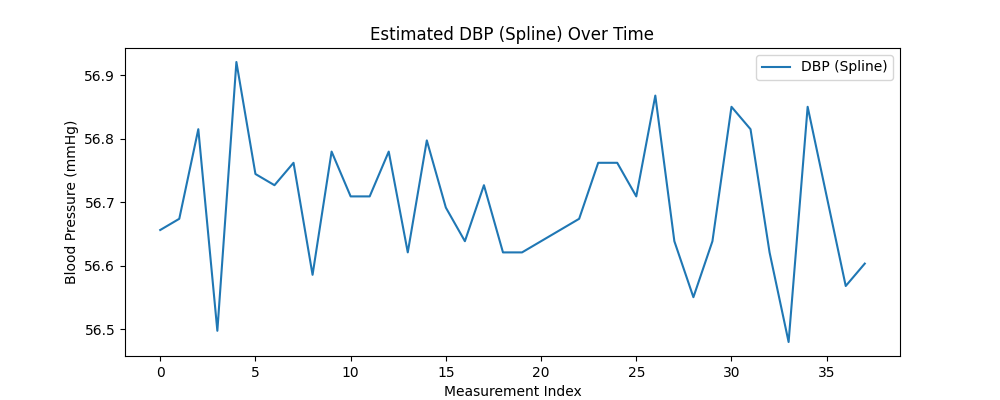 Estimated DBP (Spline) Over Time
DBP (Spline)
Blood Pressure (mmHg)
56.9
56.8
56.7
56.6
56.5
0 5 10 15 20 25 30 35
Measurement Index